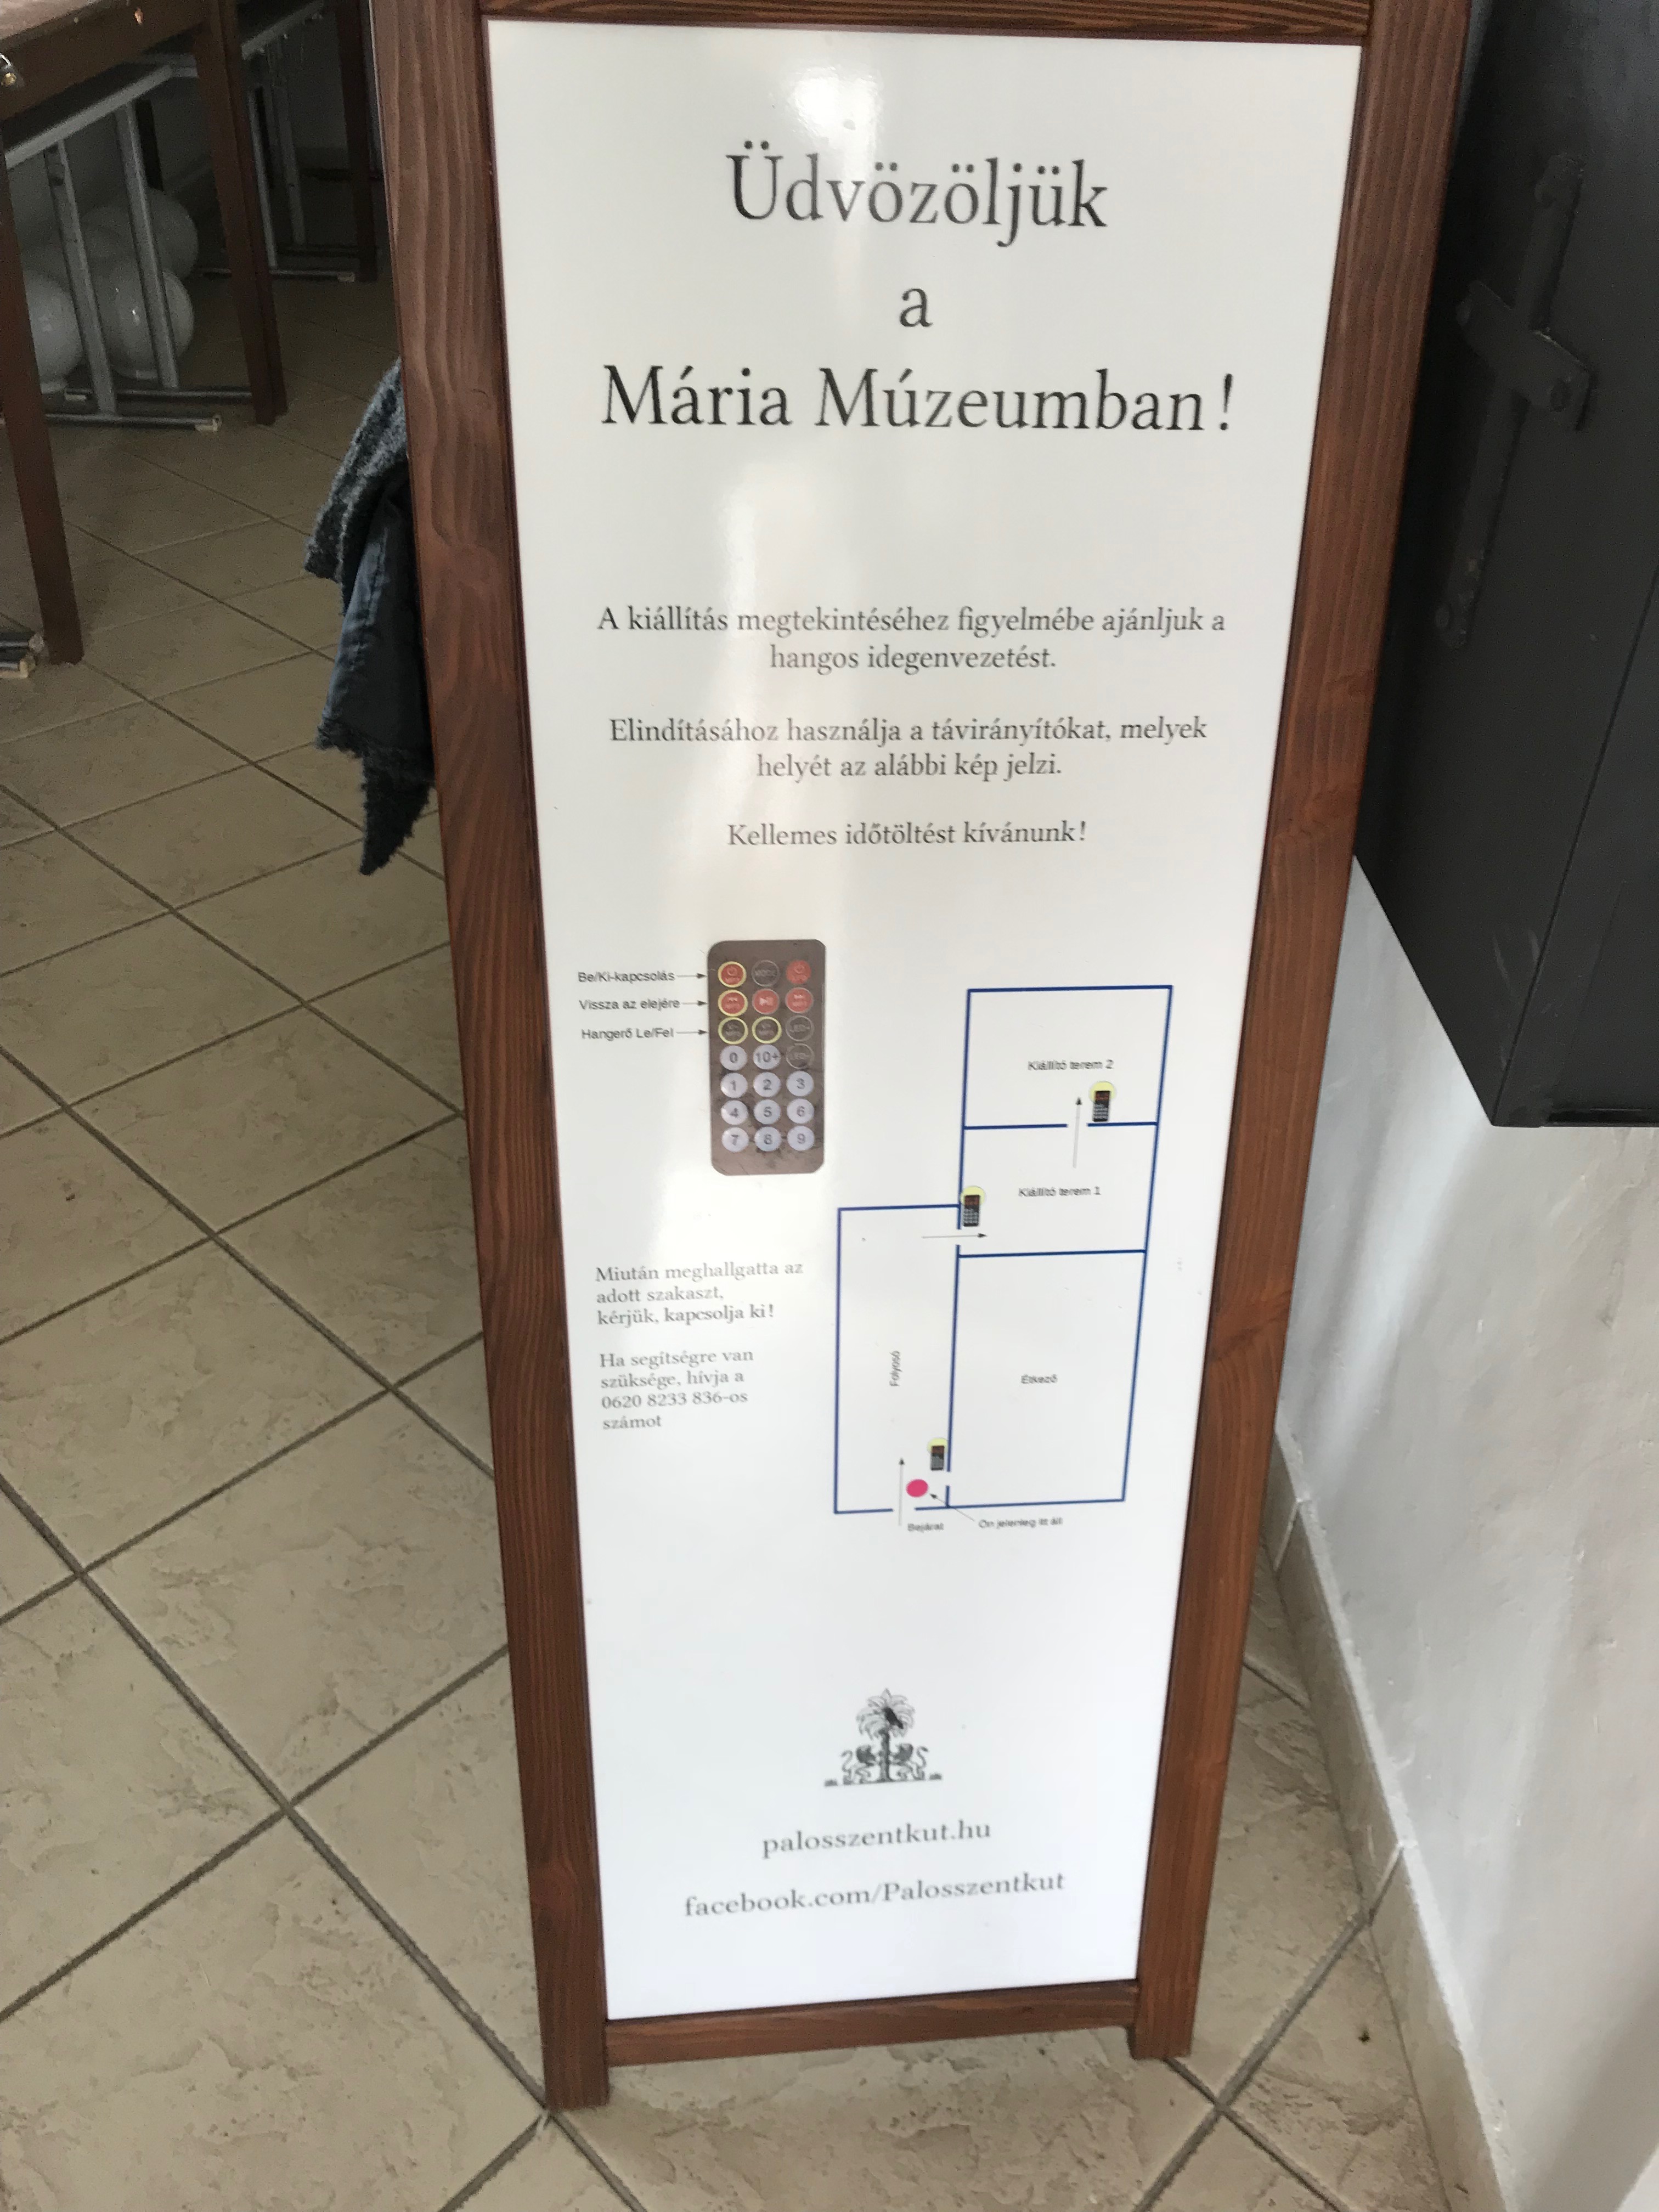 Üdvözöljük
a
Mária Múzeumban!
A kiállítás megtekintéséhez figyelmébe ajánljuk a
hangos idegenvezetést.
Elindításához használja a távirányítókat, melyek
helyét az alábbi kép jelzi.
Kellemes időtöltést kívánunk!
Be/Ki-kapcsolás
Vissza az elejére
Hangerő Le/Fel
MODE
0 10+
1 2 3
4 5 6
7 8 9
Kiállító terem 2
Kiállító terem 1
Miután meghallgatta az
adott szakaszt,
kérjük, kapcsolja ki!
Ha segítségre van
szüksége, hívja a
0620 8233 836-os
számot
Folyosó
Étkező
Bejárat
Ön jelenleg itt áll
palosszentkut.hu
facebook.com/Palosszentkut